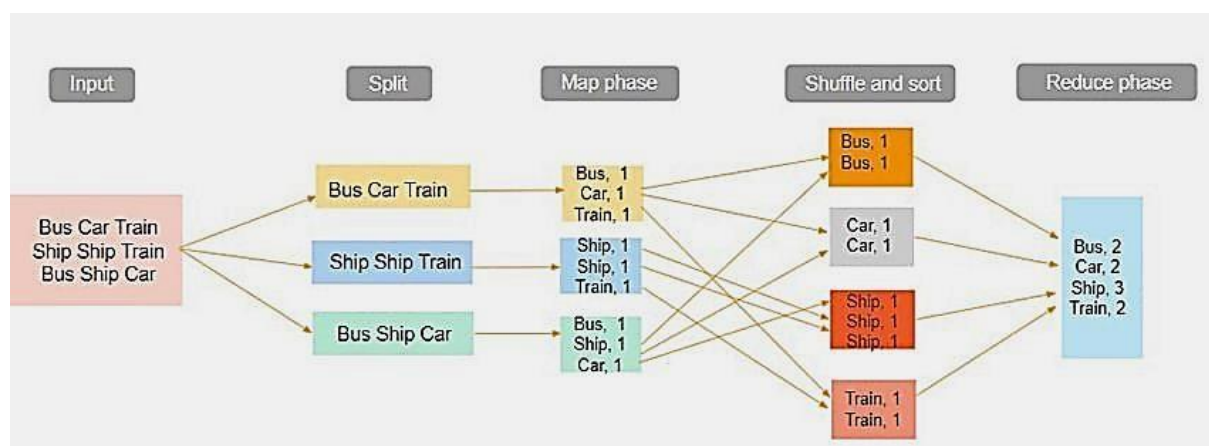 Input
Split
Map phase
Shuffle and sort
Reduce phase
Bus Car Train
Ship Ship Train
Bus Ship Car
Bus Car Train
Ship Ship Train
Bus Ship Car
Bus, 1
Car, 1
Train, 1
Ship, 1
Ship, 1
Train, 1
Bus, 1
Ship, 1
Car, 1
Bus, 1
Bus, 1
Car, 1
Car, 1
Ship, 1
Ship, 1
Ship, 1
Train, 1
Train, 1
Bus, 2
Car, 2
Ship, 3
Train, 2